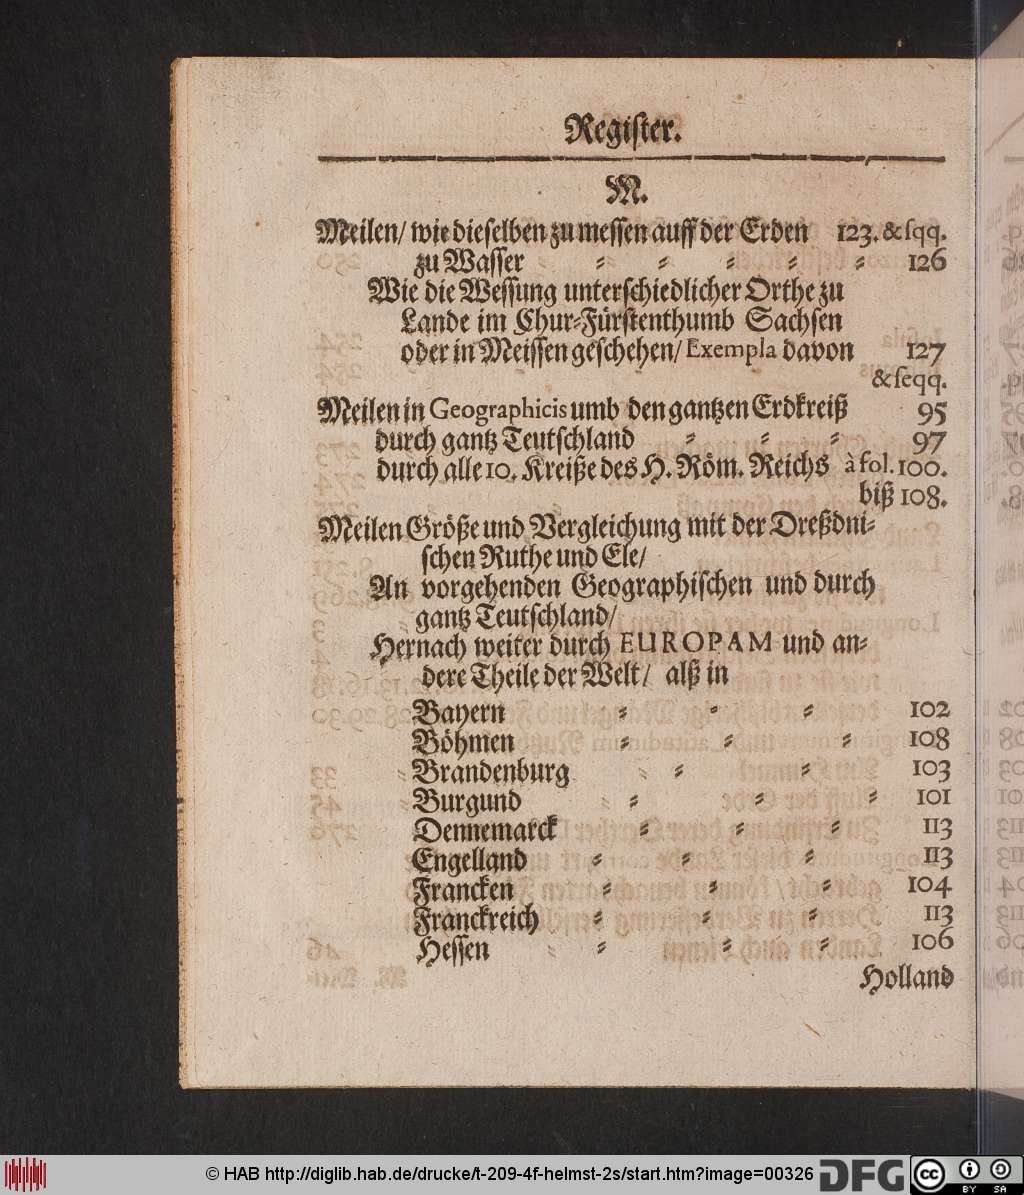 Register.
M.
Meilen/ wie dieselben zu messen auff der Erden 123. & sqq.
zu Wasser ⸗ ⸗ ⸗ ⸗ ⸗ 126
Wie die Messung unterschiedlicher Orthe zu
Lande im Chur⸗Fürstenthumb Sachsen
oder in Meissen geschehen/ Exempla davon 127
& seqq.
Meilen in Geographicis umb den gantzen Erdkreiß 95
durch gantz Teutschland ⸗ ⸗ ⸗ 97
durch alle 10. Kreiße des H. Röm. Reichs à fol. 100.
biß 108.
Meilen Größe und Vergleichung mit der Dreßdni⸗
schen Ruthe und Ele/
An vorgehenden Geographischen und durch
gantz Teutschland/
Hernach weiter durch EUROPAM und an⸗
dere Theile der Welt/ alß in
Bayern ⸗ ⸗ ⸗ 102
Böhmen ⸗ ⸗ ⸗ 108
Brandenburg ⸗ ⸗ 103
Burgund ⸗ ⸗ ⸗ 101
Dennemarck ⸗ ⸗ ⸗ 113
Engelland ⸗ ⸗ ⸗ 113
Francken ⸗ ⸗ ⸗ 104
Franckreich ⸗ ⸗ ⸗ 113
Hessen ⸗ ⸗ ⸗ 106
Holland
© HAB http://diglib.hab.de/drucke/t-209-4f-helmst-2s/start.htm?image=00326 DFG cc BY SA